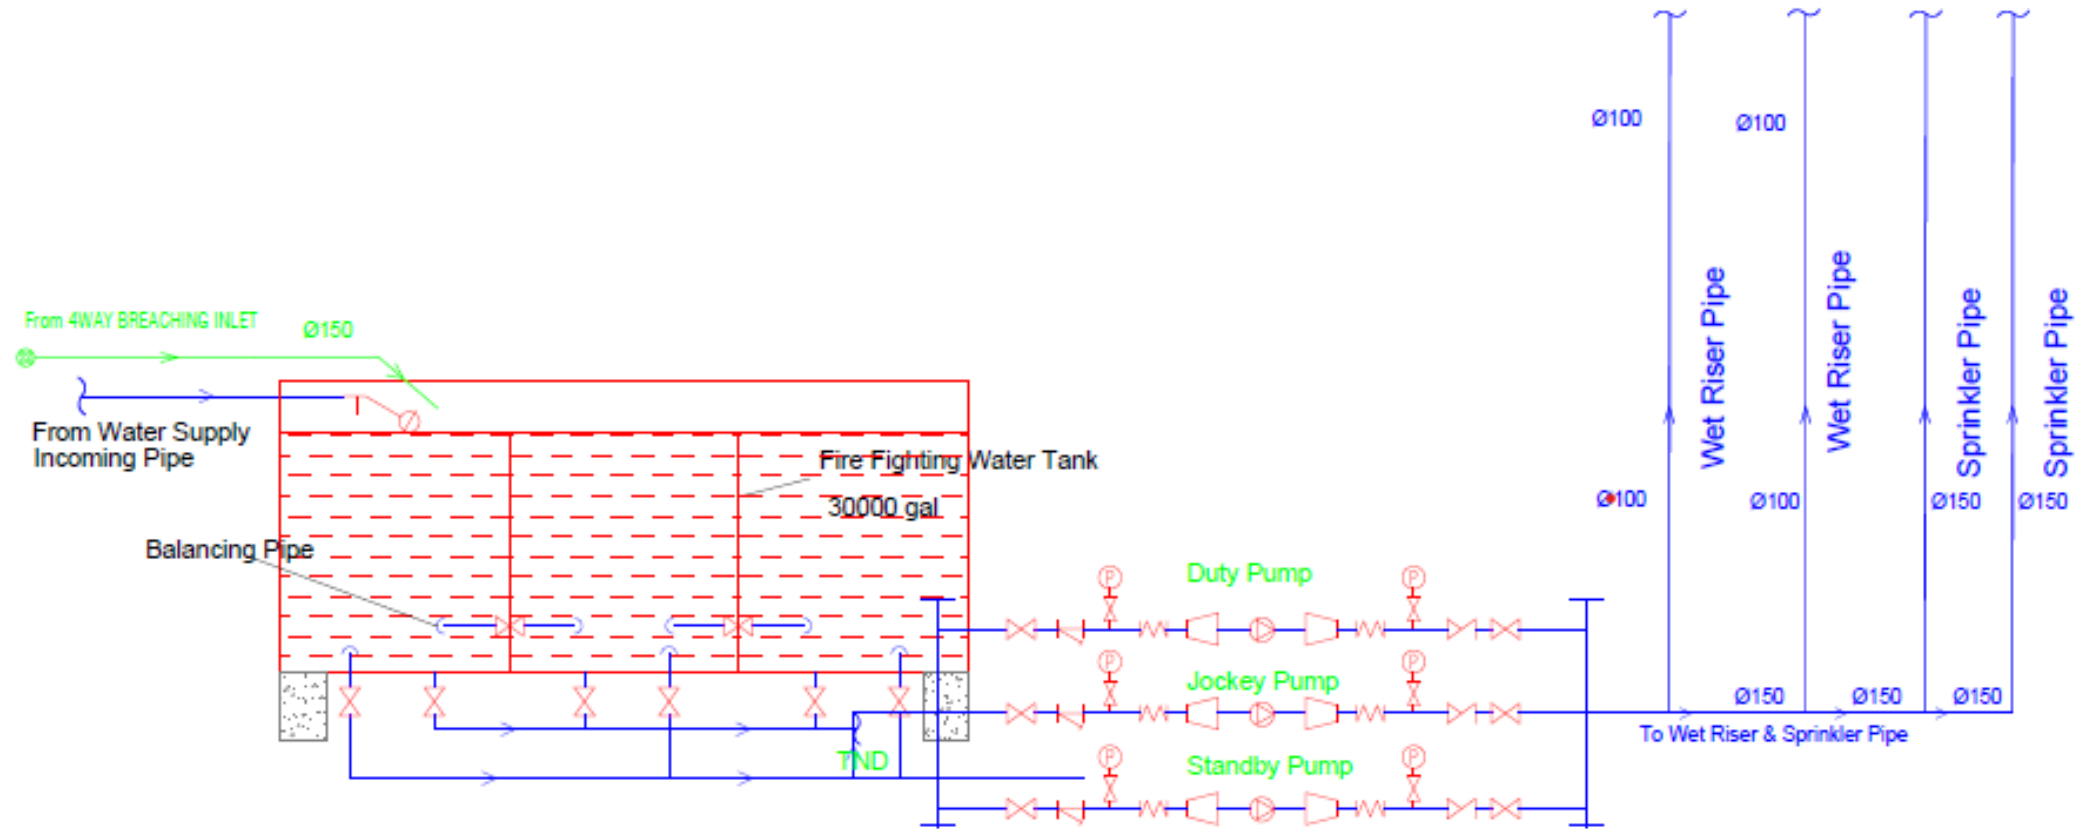 Ø100
Ø100
Wet Riser Pipe
Wet Riser Pipe
Sprinkler Pipe
Sprinkler Pipe
From 4WAY BREACHING INLET
Ø150
From Water Supply
Incoming Pipe
Fire Fighting Water Tank
30000 gal
Ø100
Ø100
Ø150
Ø150
Balancing Pipe
P
P
Duty Pump
P
P
Jockey Pump
Ø150
Ø150
Ø150
To Wet Riser & Sprinkler Pipe
TND
P
P
Standby Pump